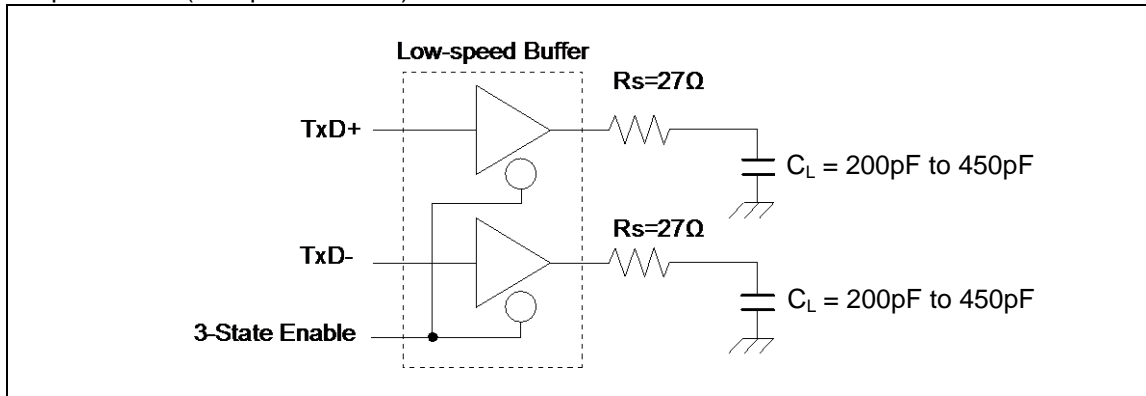 Low-speed Buffer
Rs=27Ω
TxD+
C_L = 200pF to 450pF
Rs=27Ω
TxD-
C_L = 200pF to 450pF
3-State Enable